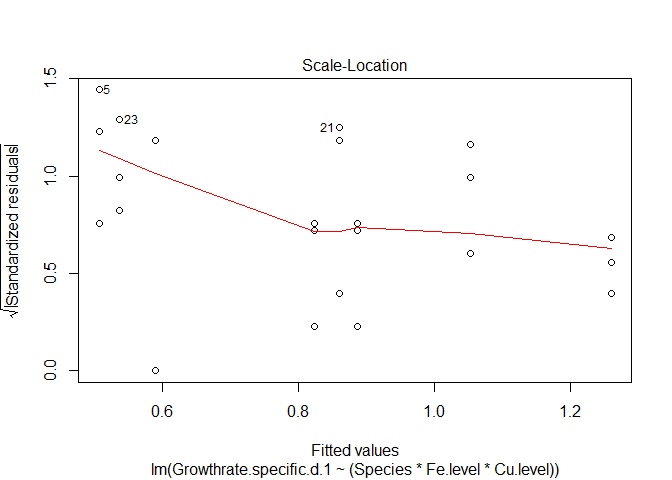 Scale-Location
√|Standardized residuals|
1.5
1.0
0.5
0.0
5
23
21
0.6 0.8 1.0 1.2
Fitted values
lm(Growthrate.specific.d.1 ~ (Species * Fe.level * Cu.level))